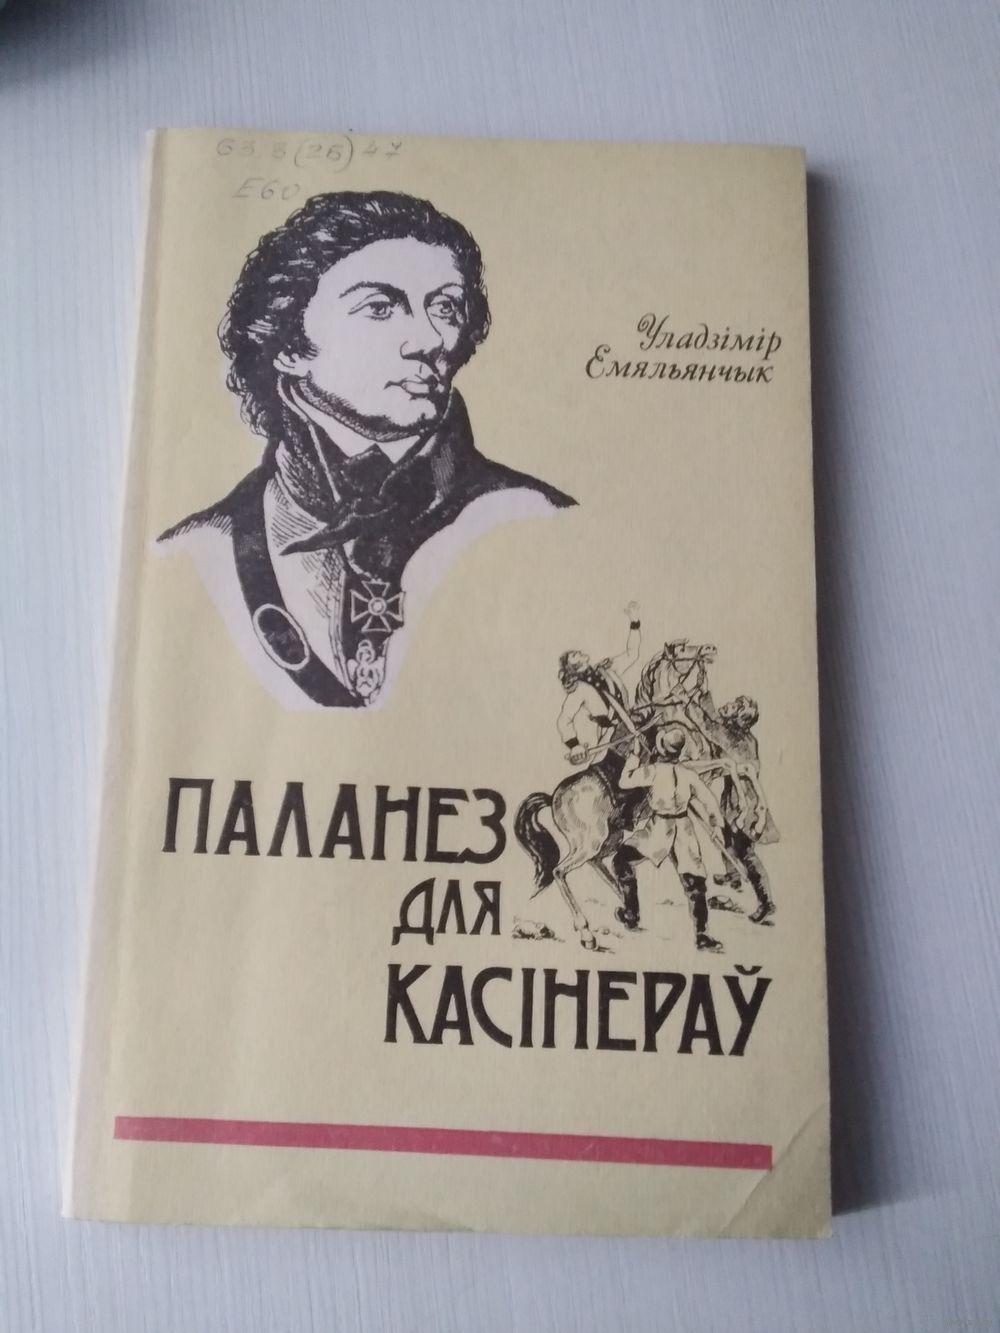 63.3(2Б)47
Е60
Уладзімір
Емяльянчык
ПАЛАНЕЗ
ДЛЯ
КАСІНЕРАЎ